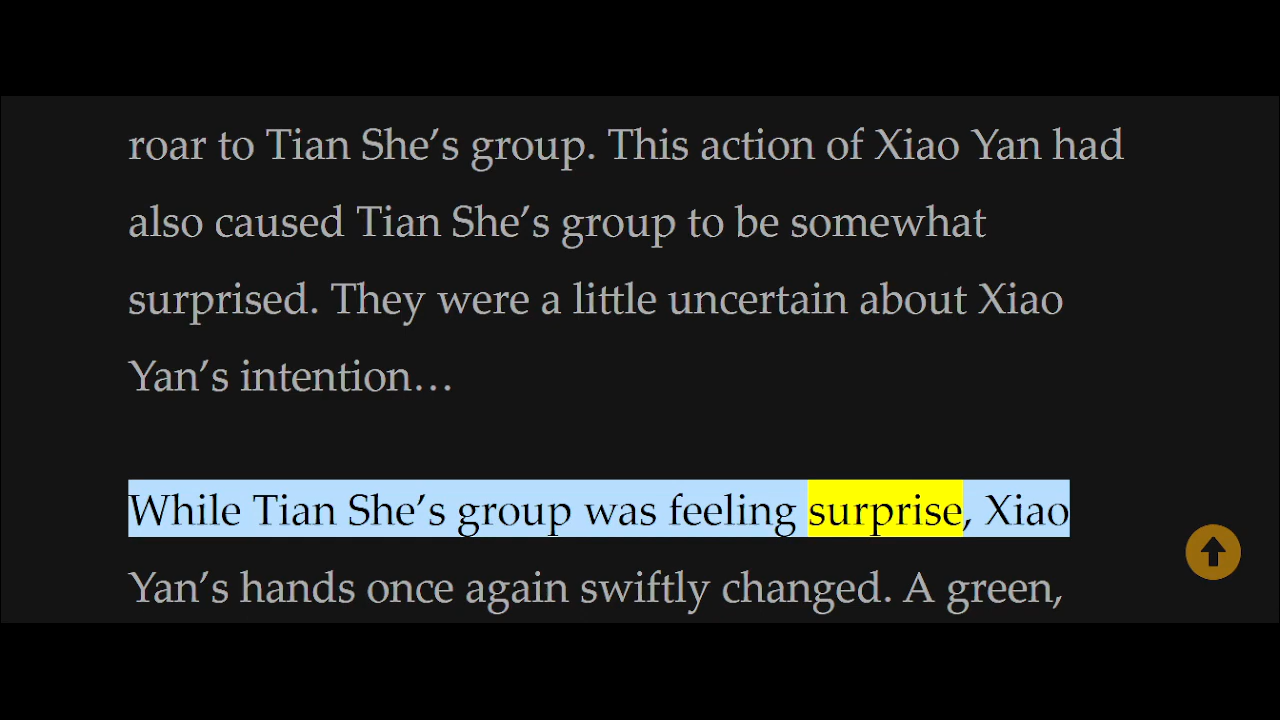 roar to Tian She’s group. This action of Xiao Yan had
also caused Tian She’s group to be somewhat
surprised. They were a little uncertain about Xiao
Yan’s intention…
While Tian She’s group was feeling surprise, Xiao
Yan’s hands once again swiftly changed. A green,